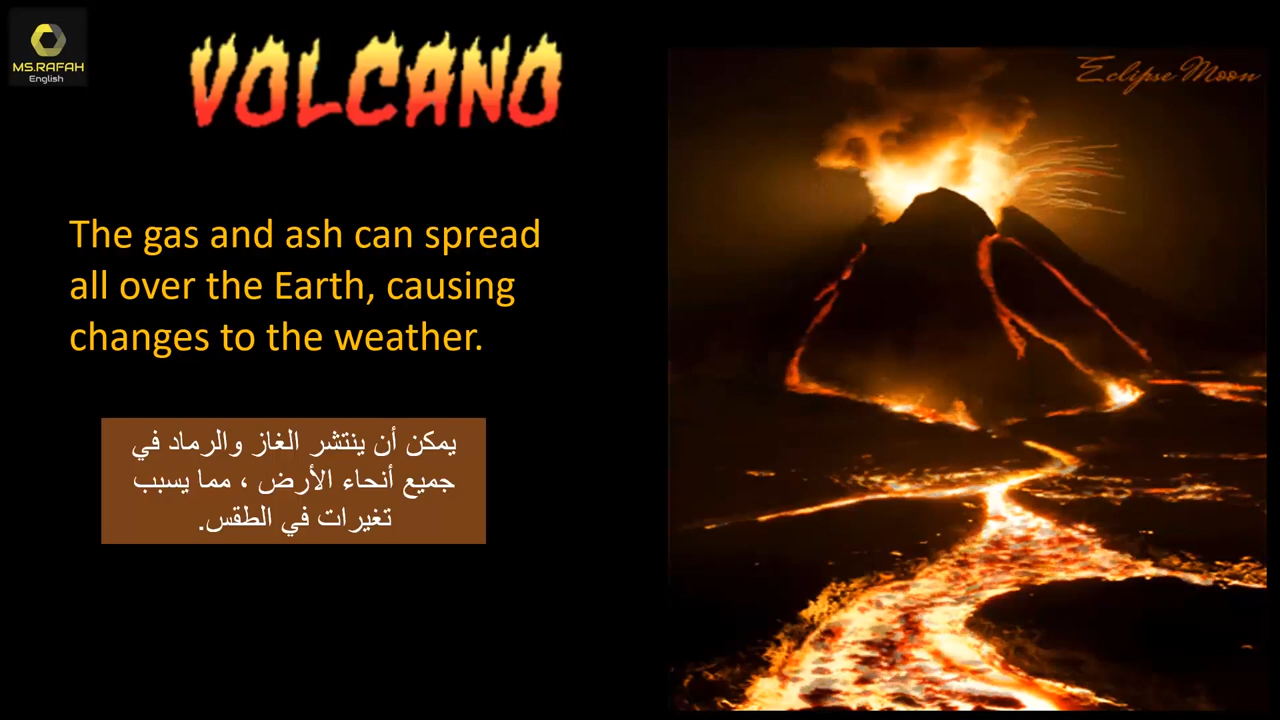 MS.RAFAH
English
VOLCANO
Eclipse Moon
The gas and ash can spread
all over the Earth, causing
changes to the weather.
يمكن أن ينتشر الغاز والرماد في
جميع أنحاء الأرض ، مما يسبب
تغيرات في الطقس.